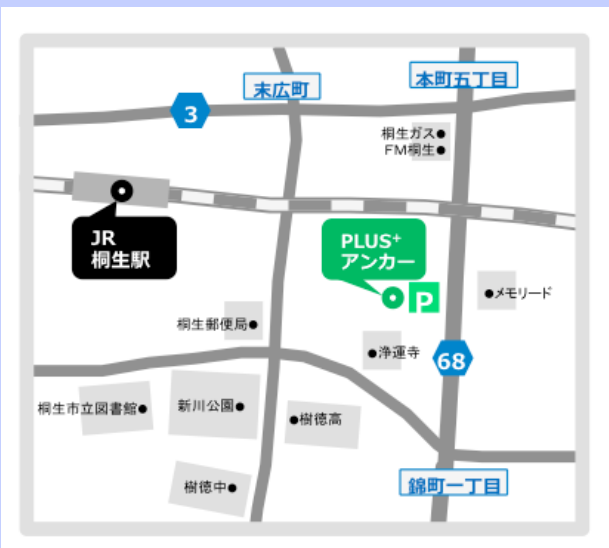 本町五丁目
末広町
3
桐生ガス
FM桐生
JR
桐生駅
PLUS+
アンカー
P
メモリード
桐生郵便局
浄運寺
68
桐生市立図書館
新川公園
樹徳高
樹徳中
錦町一丁目